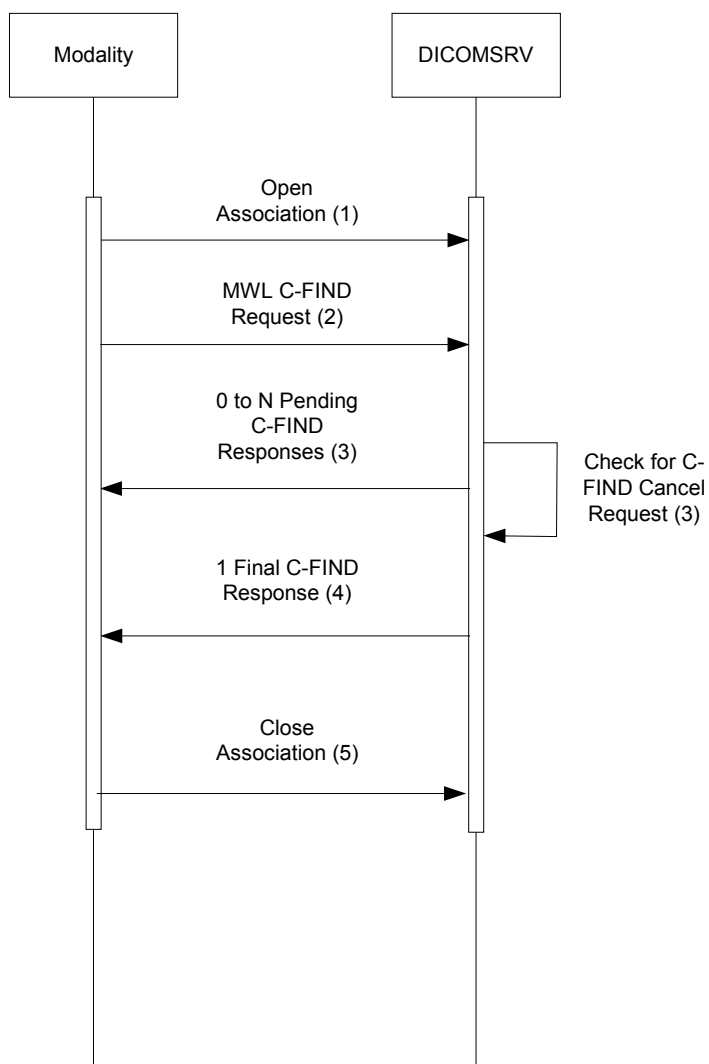 Modality
DICOMSRV
Open
Association (1)
MWL C-FIND
Request (2)
0 to N Pending
C-FIND
Responses (3)
Check for C-
FIND Cancel
Request (3)
1 Final C-FIND
Response (4)
Close
Association (5)